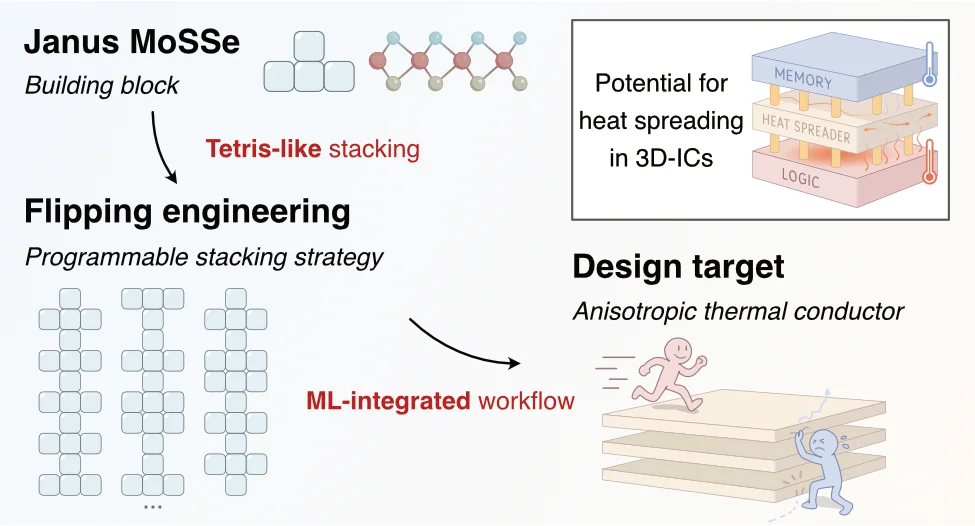 Janus MoSSe
Building block
Tetris-like stacking
Flipping engineering
Programmable stacking strategy
...
ML-integrated workflow
Potential for
heat spreading
in 3D-ICs
MEMORY
HEAT SPREADER
LOGIC
Design target
Anisotropic thermal conductor